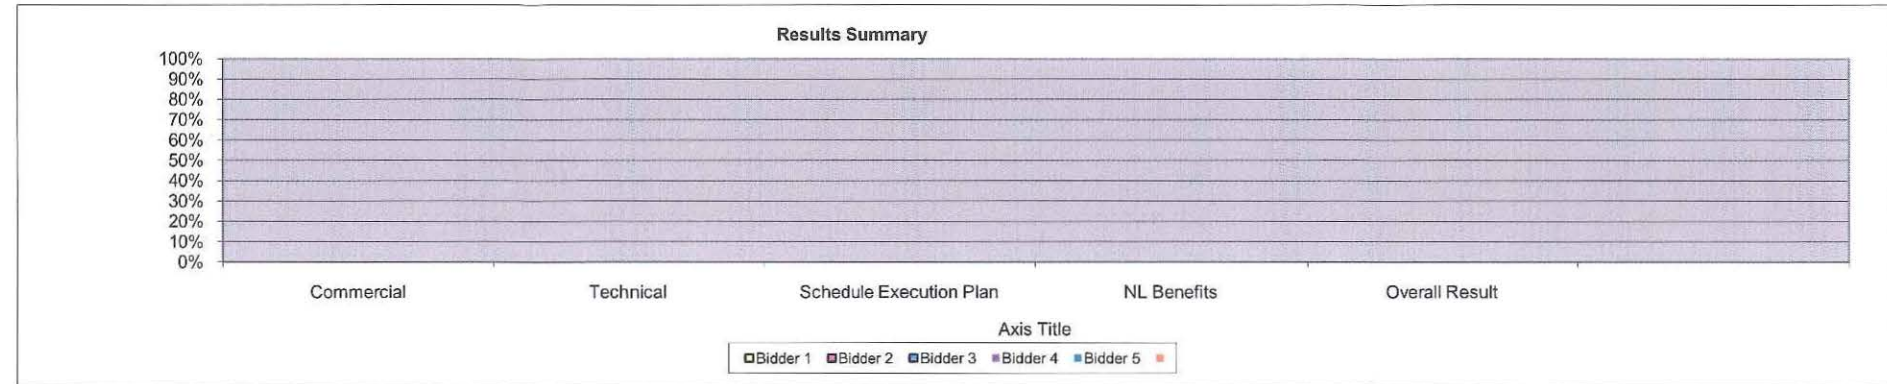 Results Summary
100%
90%
80%
70%
60%
50%
40%
30%
20%
10%
0%
Commercial Technical Schedule Execution Plan NL Benefits Overall Result
Axis Title
Bidder 1 Bidder 2 Bidder 3 Bidder 4 Bidder 5